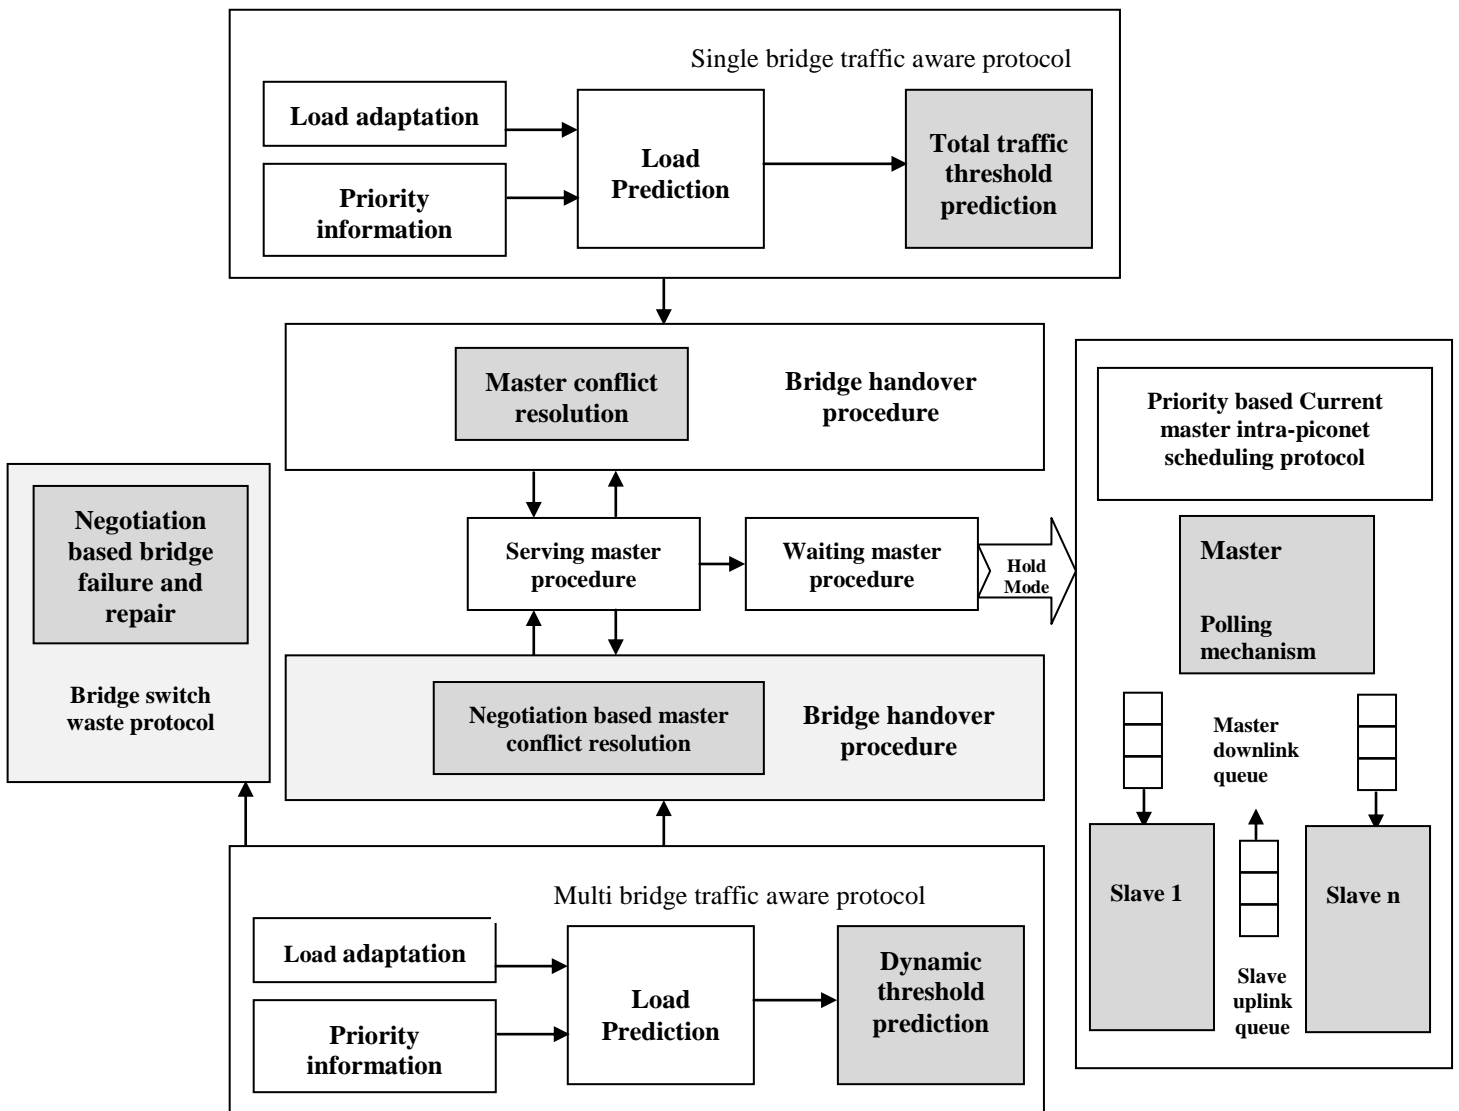 Single bridge traffic aware protocol
Load adaptation
Priority
information
Load
Prediction
Total traffic
threshold
prediction
Master conflict
resolution
Bridge handover
procedure
Negotiation
based bridge
failure and
repair
Bridge switch
waste protocol
Serving master
procedure
Waiting master
procedure
Hold
Mode
Negotiation based master
conflict resolution
Bridge handover
procedure
Multi bridge traffic aware protocol
Load adaptation
Priority
information
Load
Prediction
Dynamic
threshold
prediction
Priority based Current
master intra-piconet
scheduling protocol
Master
Polling
mechanism
Master
downlink
queue
Slave 1
Slave n
Slave
uplink
queue